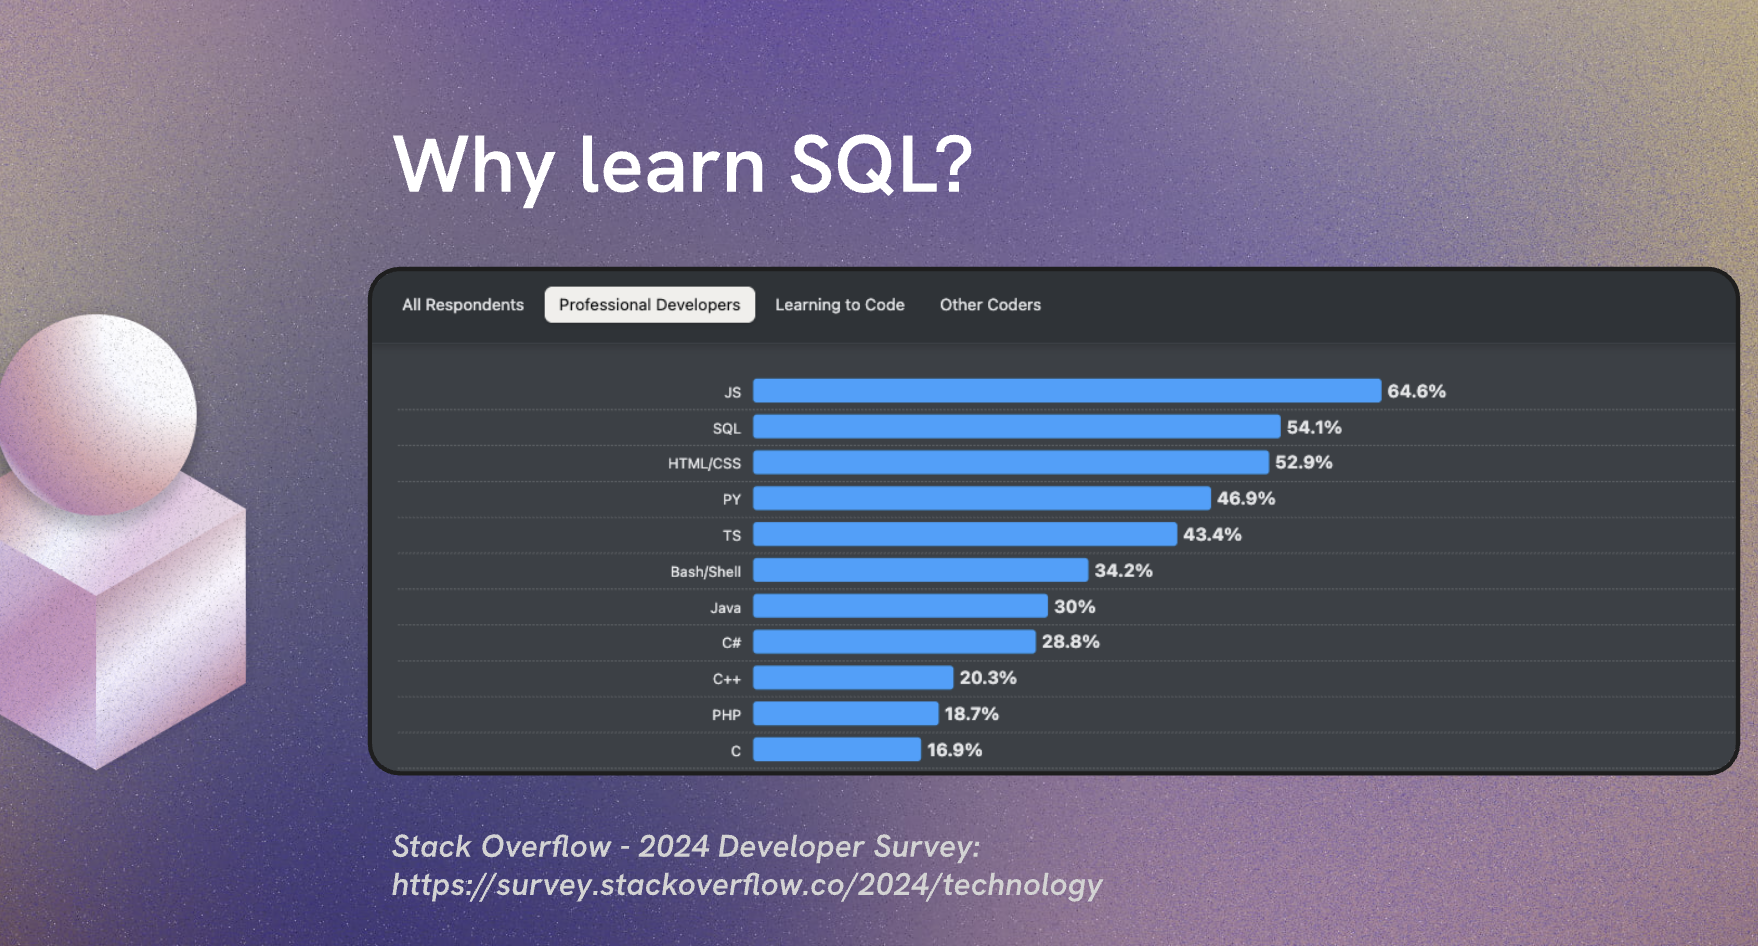 Why learn SQL?
All Respondents Professional Developers Learning to Code Other Coders
JS 64.6%
SQL 54.1%
HTML/CSS 52.9%
PY 46.9%
TS 43.4%
Bash/Shell 34.2%
Java 30%
C# 28.8%
C++ 20.3%
PHP 18.7%
C 16.9%
Stack Overflow - 2024 Developer Survey:
https://survey.stackoverflow.co/2024/technology